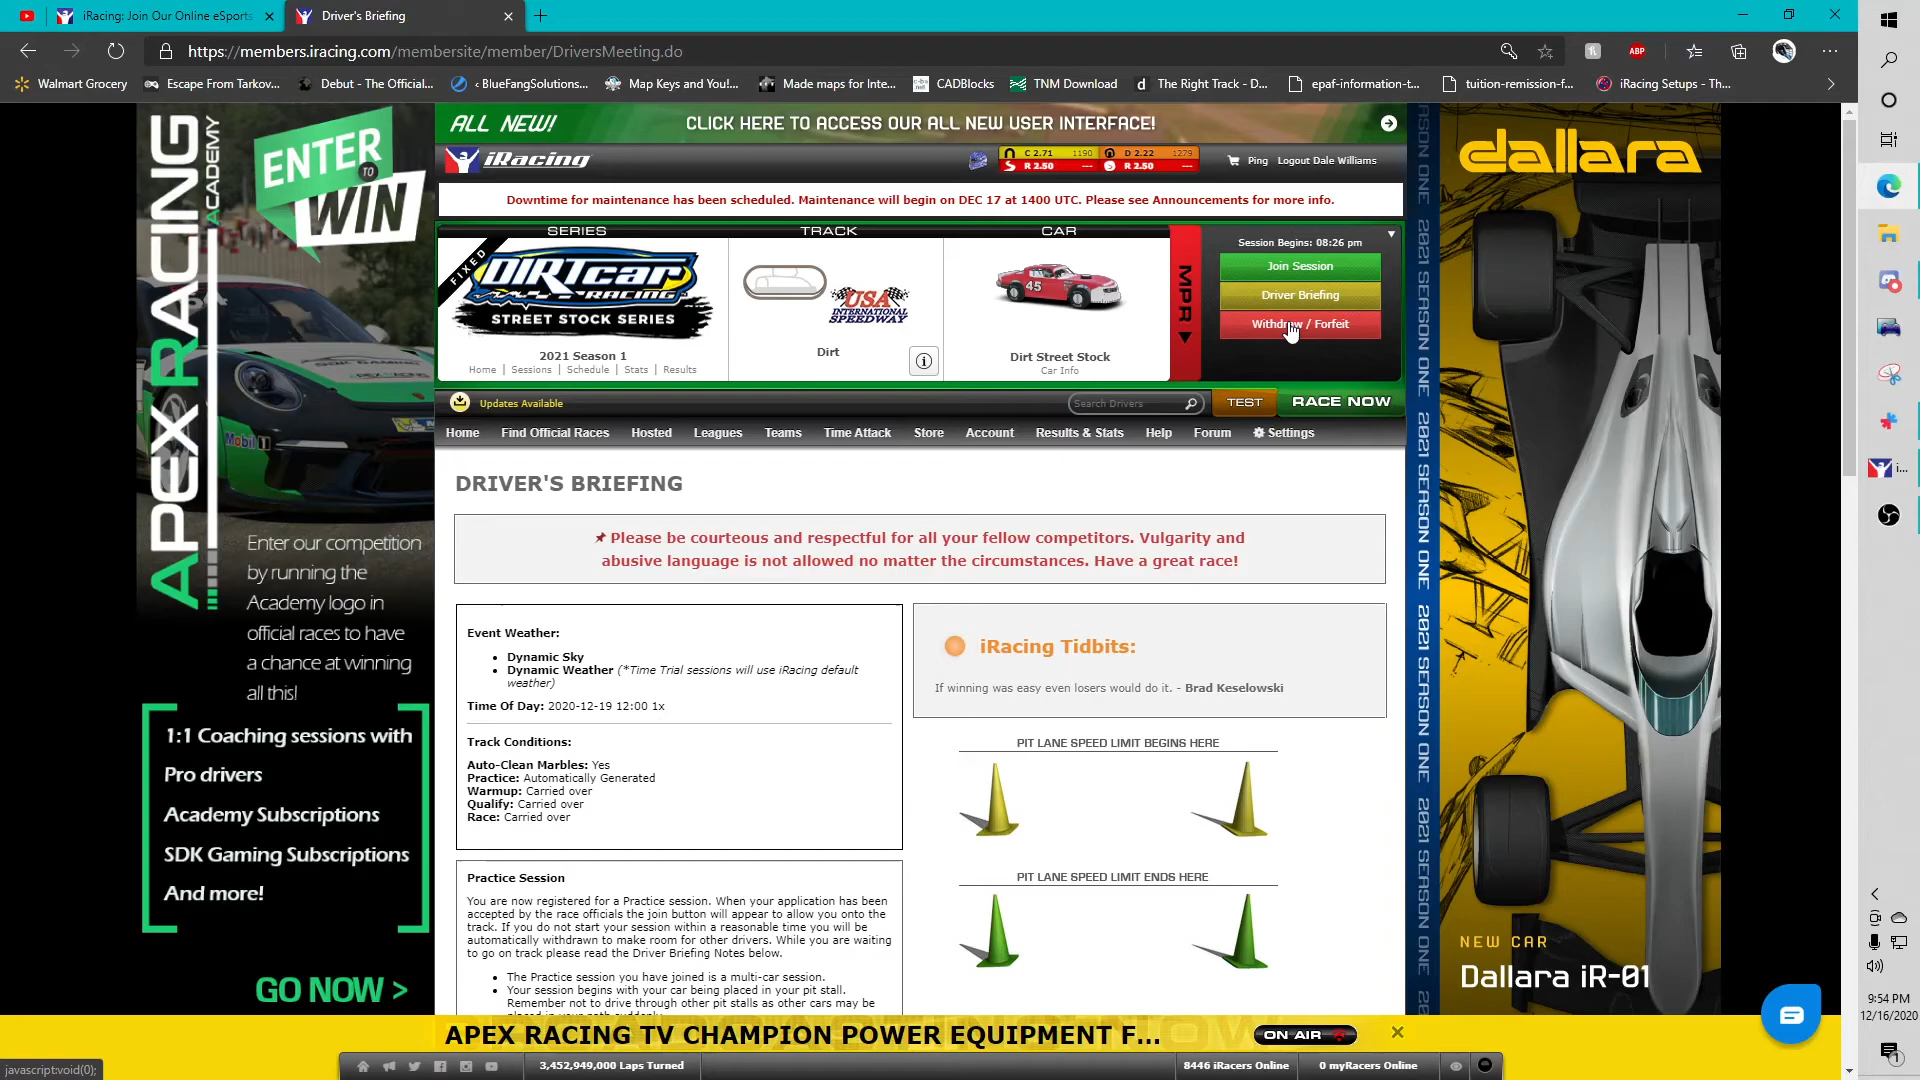 iRacing: Join Our Online eSports
Driver's Briefing
https://members.iracing.com/membersite/member/DriversMeeting.do
ABP
Walmart Grocery
Escape From Tarkov...
Debut - The Official...
‹ BlueFangSolutions...
Map Keys and You!...
Made maps for Inte...
CADBlocks
TNM Download
The Right Track - D...
epaf-information-t...
tuition-remission-f...
iRacing Setups - Th...
APEX RACING ACADEMY
ENTER TO WIN
Enter our competition
by running the
Academy logo in
official races to have
a chance at winning
all this!
1:1 Coaching sessions with
Pro drivers
Academy Subscriptions
SDK Gaming Subscriptions
And more!
GO NOW >
Mobil 1
ALL NEW!
CLICK HERE TO ACCESS OUR ALL NEW USER INTERFACE!
iRacing
C 2.71 1190 D 2.22 1279
R 2.50 --- R 2.50 ---
Ping Logout Dale Williams
Downtime for maintenance has been scheduled. Maintenance will begin on DEC 17 at 1400 UTC. Please see Announcements for more info.
SERIES TRACK CAR
FIXED
DIRTcar
RACING
STREET STOCK SERIES
2021 Season 1
Home | Sessions | Schedule | Stats | Results
USA
INTERNATIONAL
SPEEDWAY
Dirt
45
Dirt Street Stock
Car Info
MPR
Session Begins: 08:26 pm
Join Session
Driver Briefing
Withdraw / Forfeit
Updates Available
Search Drivers
TEST
RACE NOW
Home Find Official Races Hosted Leagues Teams Time Attack Store Account Results & Stats Help Forum Settings
DRIVER'S BRIEFING
Please be courteous and respectful for all your fellow competitors. Vulgarity and
abusive language is not allowed no matter the circumstances. Have a great race!
Event Weather:
• Dynamic Sky
• Dynamic Weather (*Time Trial sessions will use iRacing default
weather)
Time Of Day: 2020-12-19 12:00 1x
Track Conditions:
Auto-Clean Marbles: Yes
Practice: Automatically Generated
Warmup: Carried over
Qualify: Carried over
Race: Carried over
iRacing Tidbits:
If winning was easy even losers would do it. - Brad Keselowski
PIT LANE SPEED LIMIT BEGINS HERE
PIT LANE SPEED LIMIT ENDS HERE
Practice Session
You are now registered for a Practice session. When your application has been
accepted by the race officials the join button will appear to allow you onto the
track. If you do not start your session within a reasonable time you will be
automatically withdrawn to make room for other drivers. While you are waiting
to go on track please read the Driver Briefing Notes below.
• The Practice session you have joined is a multi-car session.
• Your session begins with your car being placed in your pit stall.
Remember not to drive through other pit stalls as other cars may be
dallara
2021 SEASON ONE
2021 SEASON ONE
2021 SEASON ONE
NEW CAR
Dallara iR-01
APEX RACING TV CHAMPION POWER EQUIPMENT F...
ON AIR
3,452,949,000 Laps Turned
8446 iRacers Online
0 myRacers Online
javascript:void(0);
i...
9:54 PM
12/16/2020
1